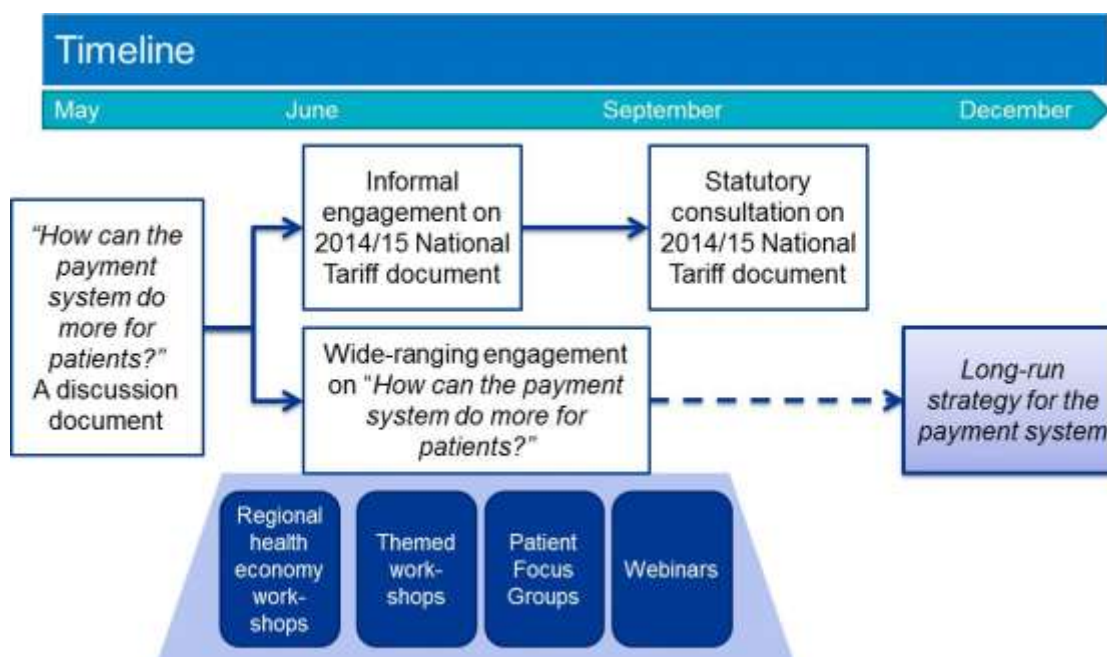 Timeline
May June September December
“How can the
payment
system do
more for
patients?”
A discussion
document
Informal
engagement on
2014/15 National
Tariff document
Statutory
consultation on
2014/15 National
Tariff document
Wide-ranging engagement
on “How can the payment
system do more for
patients?”
Long-run
strategy for the
payment system
Regional
health
economy
work-
shops
Themed
work-
shops
Patient
Focus
Groups
Webinars